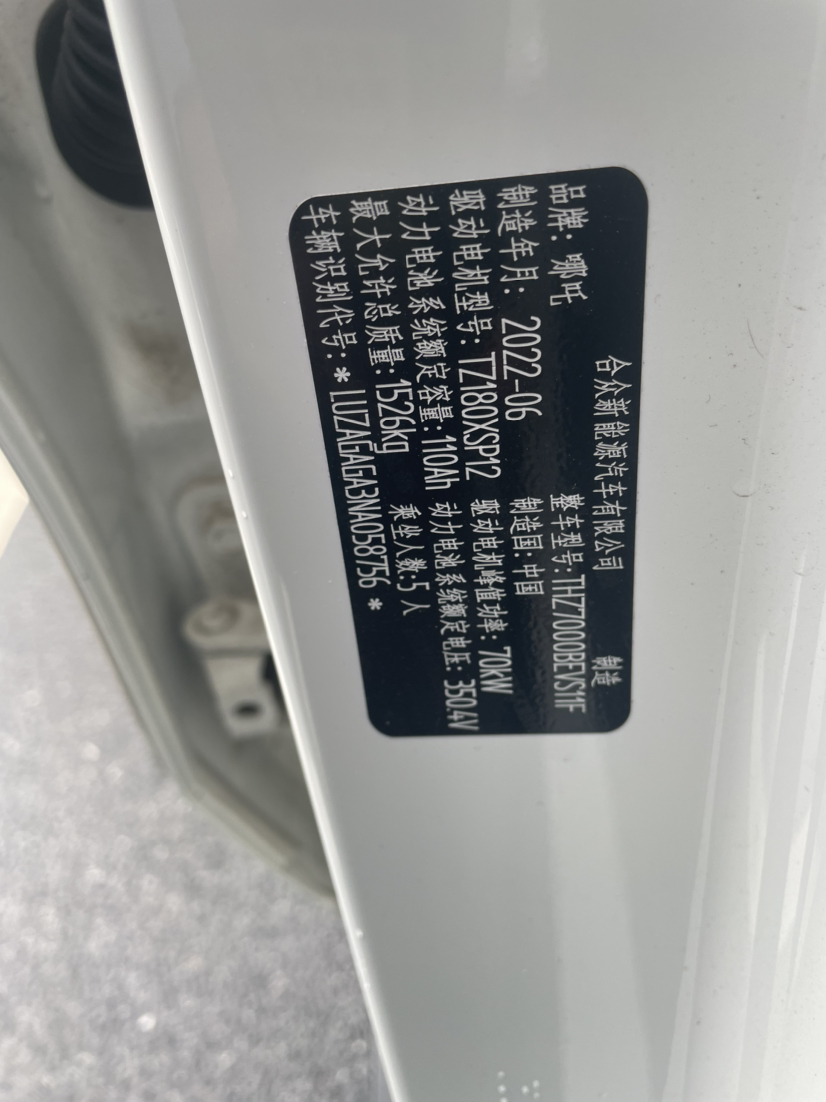 合众新能源汽车有限公司 制造
品牌：哪吒 整车型号：THZ7000BEVS11F
制造年月：2022-06 制造国：中国
驱动电机型号：TZ180XSP12 驱动电机峰值功率：70kW
动力电池系统额定容量：110Ah 动力电池系统额定电压：350.4V
最大允许总质量：1526kg 乘坐人数：5 人
车辆识别代号：*LUZAGAGA3NA058756*